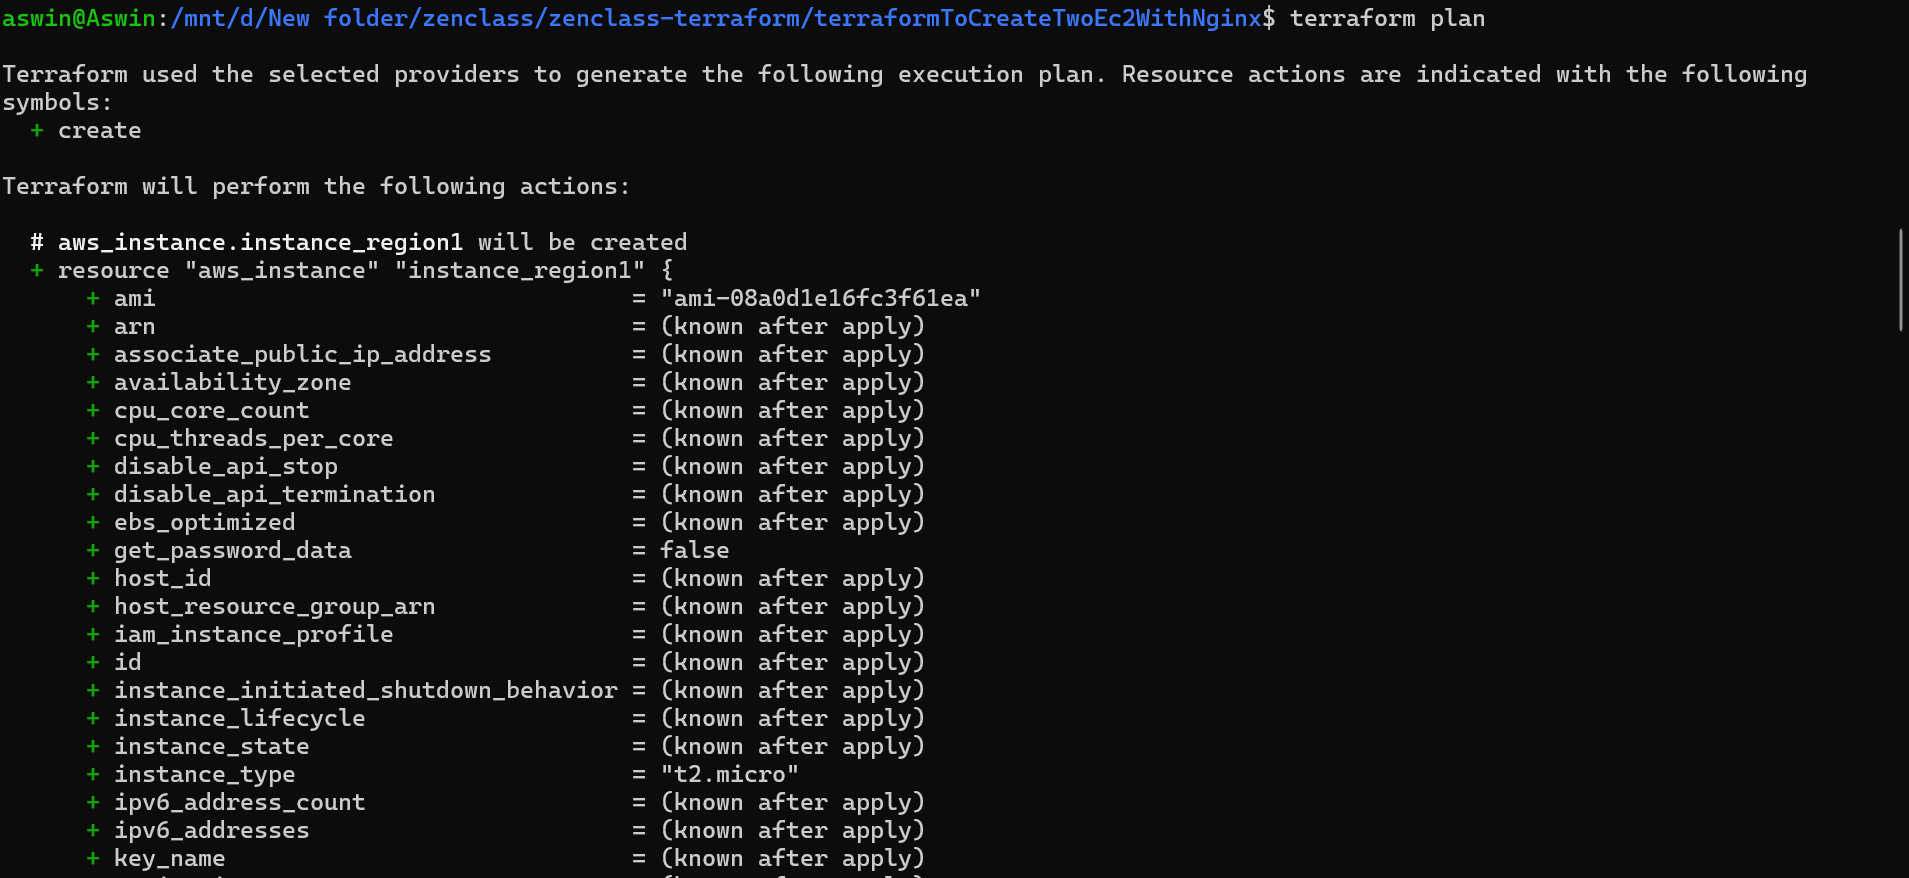 aswin@Aswin:/mnt/d/New folder/zenclass/zenclass-terraform/terraformToCreateTwoEc2WithNginx$ terraform plan
Terraform used the selected providers to generate the following execution plan. Resource actions are indicated with the following
symbols:
+ create
Terraform will perform the following actions:
# aws_instance.instance_region1 will be created
+ resource "aws_instance" "instance_region1" {
+ ami = "ami-08a0d1e16fc3f61ea"
+ arn = (known after apply)
+ associate_public_ip_address = (known after apply)
+ availability_zone = (known after apply)
+ cpu_core_count = (known after apply)
+ cpu_threads_per_core = (known after apply)
+ disable_api_stop = (known after apply)
+ disable_api_termination = (known after apply)
+ ebs_optimized = (known after apply)
+ get_password_data = false
+ host_id = (known after apply)
+ host_resource_group_arn = (known after apply)
+ iam_instance_profile = (known after apply)
+ id = (known after apply)
+ instance_initiated_shutdown_behavior = (known after apply)
+ instance_lifecycle = (known after apply)
+ instance_state = (known after apply)
+ instance_type = "t2.micro"
+ ipv6_address_count = (known after apply)
+ ipv6_addresses = (known after apply)
+ key_name = (known after apply)